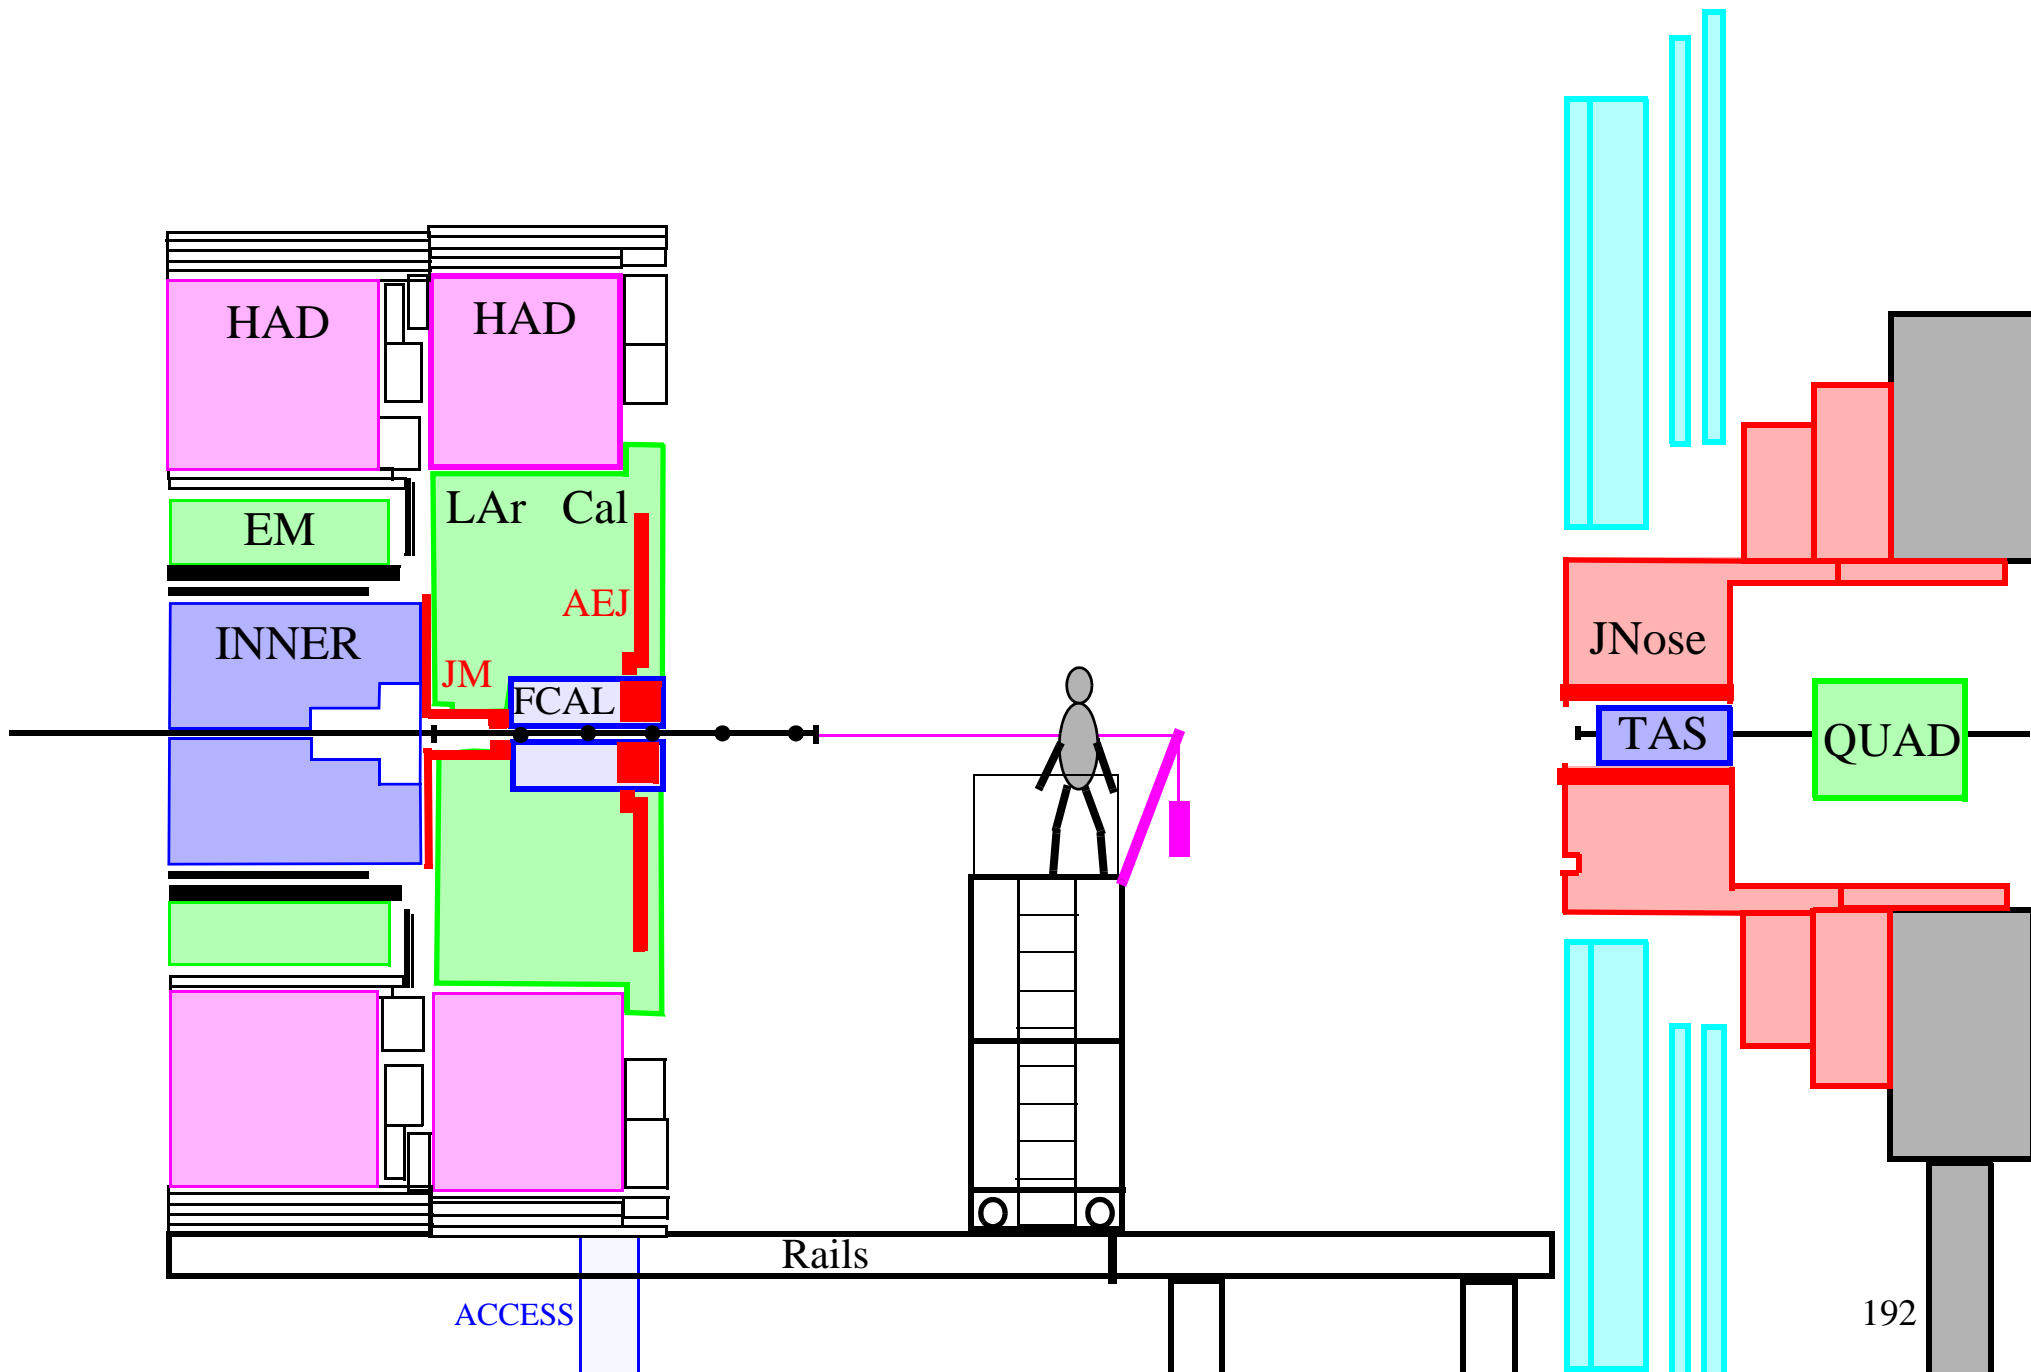 HAD
HAD
LAr Cal
EM
AEJ
INNER
JM
FCAL
JNose
TAS
QUAD
Rails
ACCESS
192